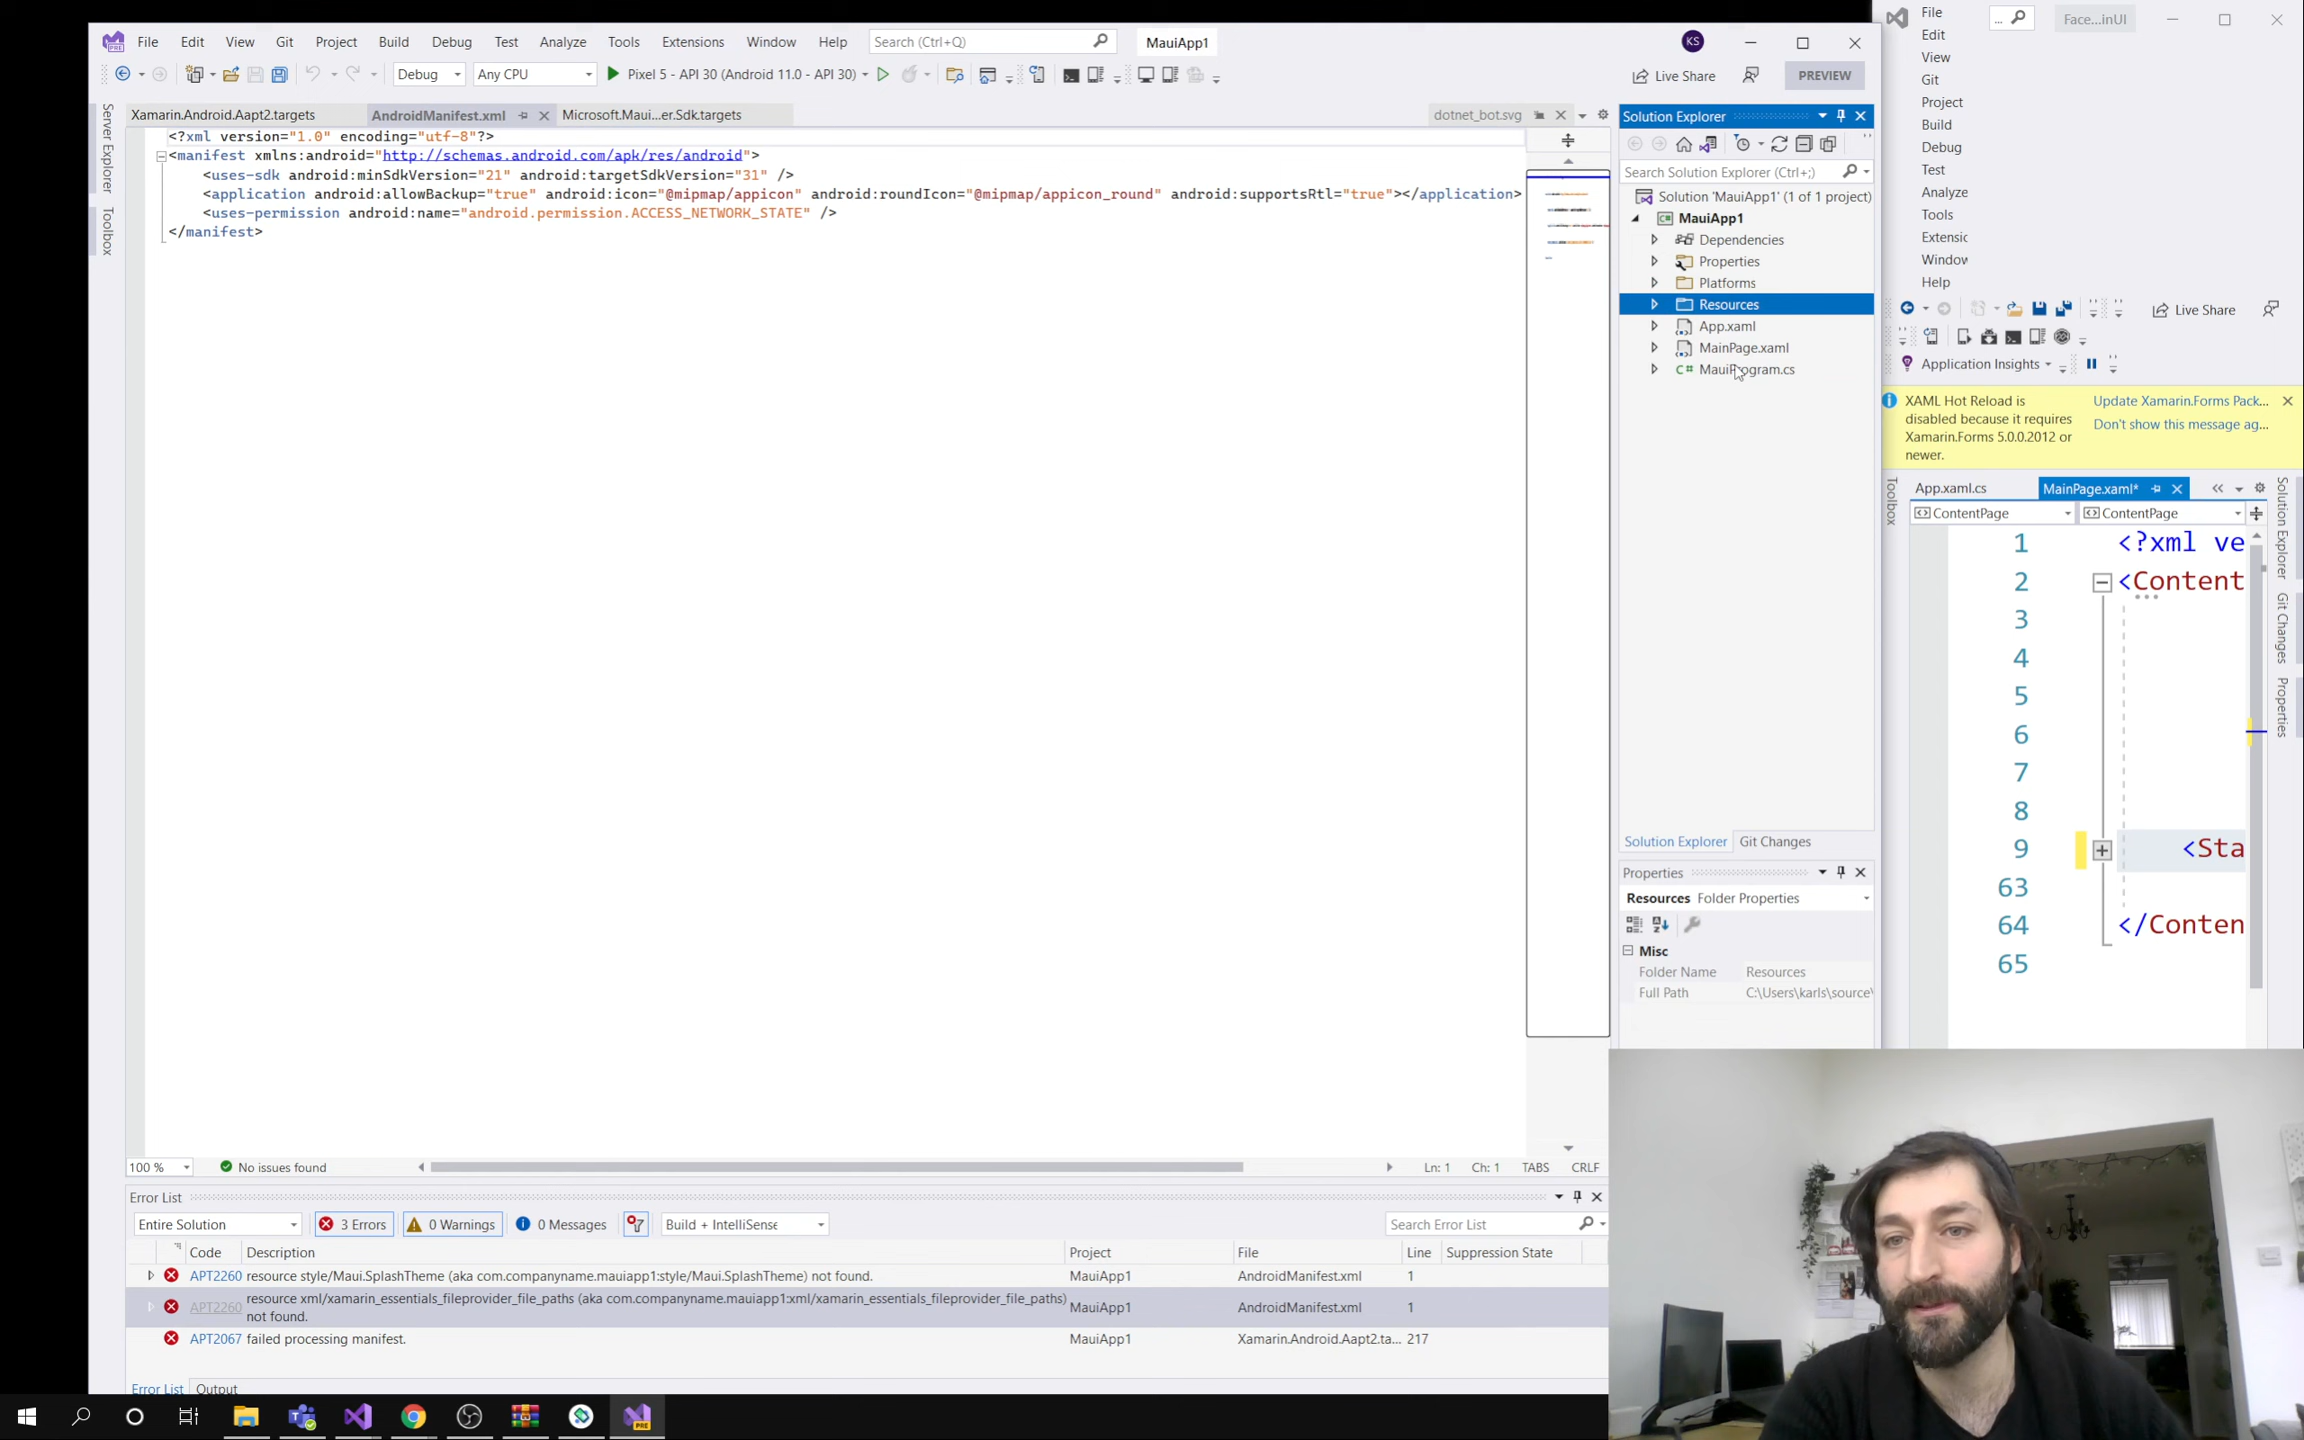 File Edit View Git Project Build Debug Test Analyze Tools Extensions Window Help Search (Ctrl+Q) MauiApp1 KS
Debug Any CPU Pixel 5 - API 30 (Android 11.0 - API 30) Live Share PREVIEW
Server Explorer
Toolbox
Xamarin.Android.Aapt2.targets AndroidManifest.xml Microsoft.Maui...er.Sdk.targets dotnet_bot.svg
<?xml version="1.0" encoding="utf-8"?>
<manifest xmlns:android="http://schemas.android.com/apk/res/android">
<uses-sdk android:minSdkVersion="21" android:targetSdkVersion="31" />
<application android:allowBackup="true" android:icon="@mipmap/appicon" android:roundIcon="@mipmap/appicon_round" android:supportsRtl="true"></application>
<uses-permission android:name="android.permission.ACCESS_NETWORK_STATE" />
</manifest>
100 % No issues found Ln: 1 Ch: 1 TABS CRLF
Solution Explorer
Search Solution Explorer (Ctrl+;)
Solution 'MauiApp1' (1 of 1 project)
MauiApp1
Dependencies
Properties
Platforms
Resources
App.xaml
MainPage.xaml
C# MauiProgram.cs
Solution Explorer Git Changes
Properties
Resources Folder Properties
Misc
Folder Name Resources
Full Path C:\Users\karls\source\
Error List
Entire Solution 3 Errors 0 Warnings 0 Messages Build + IntelliSense Search Error List
Code Description Project File Line Suppression State
APT2260 resource style/Maui.SplashTheme (aka com.companyname.mauiapp1:style/Maui.SplashTheme) not found. MauiApp1 AndroidManifest.xml 1
APT2260 resource xml/xamarin_essentials_fileprovider_file_paths (aka com.companyname.mauiapp1:xml/xamarin_essentials_fileprovider_file_paths) not found. MauiApp1 AndroidManifest.xml 1
APT2067 failed processing manifest. MauiApp1 Xamarin.Android.Aapt2.ta... 217
Error List Output
PRE
File
Edit
View
Git
Project
Build
Debug
Test
Analyze
Tools
Extensic
Window
Help
... Face...inUI
Live Share
Application Insights
XAML Hot Reload is
disabled because it requires
Xamarin.Forms 5.0.0.2012 or
newer.
Update Xamarin.Forms Pack...
Don't show this message ag...
Toolbox
App.xaml.cs MainPage.xaml*
ContentPage ContentPage
1 <?xml ve
2 <Content
3
4
5
6
7
8
9 <Sta
63
64 </Conten
65
Solution Explorer
Git Changes
Properties